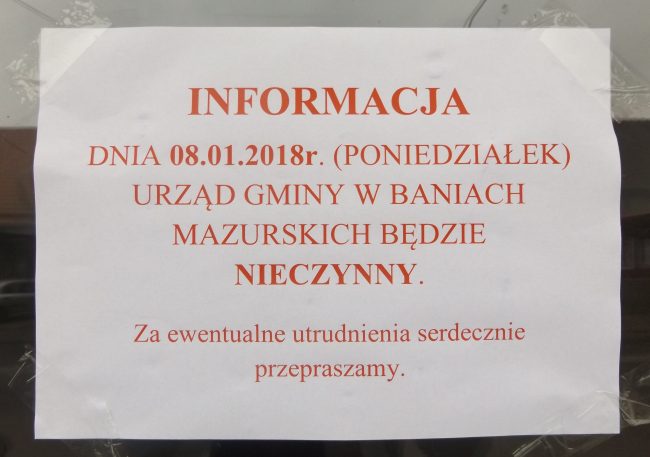 INFORMACJA
DNIA 08.01.2018r. (PONIEDZIAŁEK)
URZĄD GMINY W BANIACH
MAZURSKICH BĘDZIE
NIECZYNNY.
Za ewentualne utrudnienia serdecznie
przepraszamy.